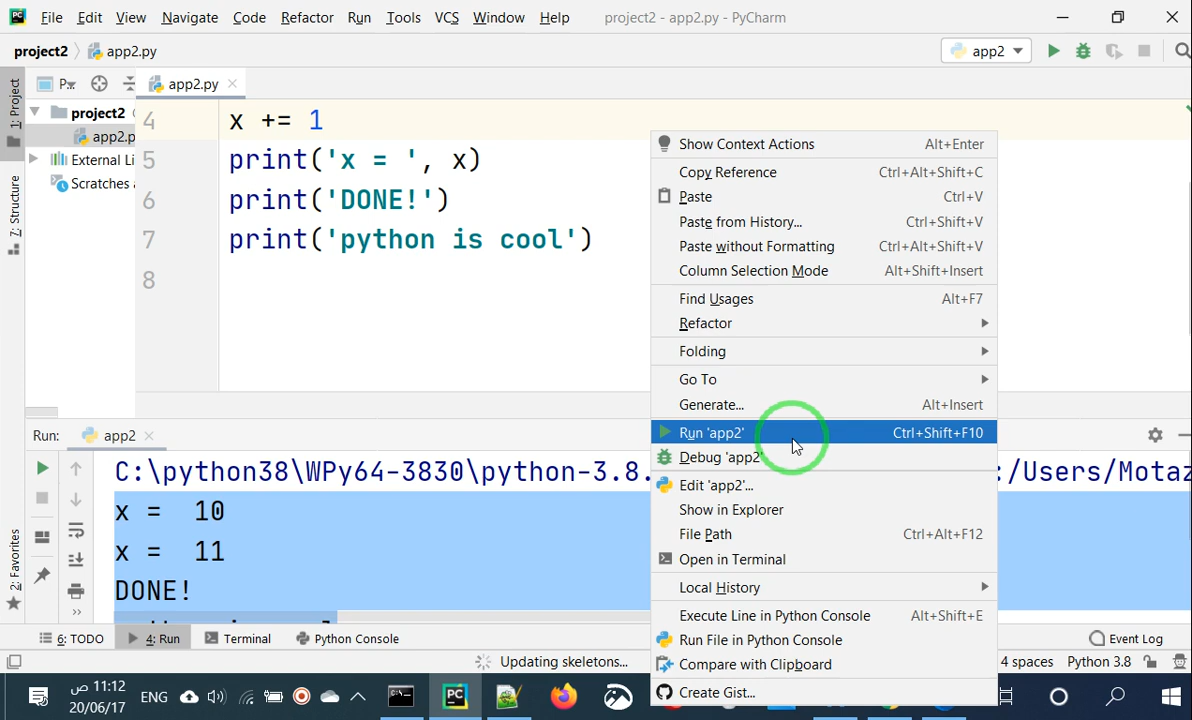 File Edit View Navigate Code Refactor Run Tools VCS Window Help project2 - app2.py - PyCharm
project2 app2.py app2
1: Project
7: Structure
2: Favorites
app2.py
project2
app2.p
External Li
Scratches
4 x += 1
5 print('x = ', x)
6 print('DONE!')
7 print('python is cool')
8
Show Context Actions Alt+Enter
Copy Reference Ctrl+Alt+Shift+C
Paste Ctrl+V
Paste from History... Ctrl+Shift+V
Paste without Formatting Ctrl+Alt+Shift+V
Column Selection Mode Alt+Shift+Insert
Find Usages Alt+F7
Refactor
Folding
Go To
Generate... Alt+Insert
Run 'app2' Ctrl+Shift+F10
Debug 'app2'
Edit 'app2'...
Show in Explorer
File Path Ctrl+Alt+F12
Open in Terminal
Local History
Execute Line in Python Console Alt+Shift+E
Run File in Python Console
Compare with Clipboard
Create Gist...
Run: app2
C:\python38\WPy64-3830\python-3.8. :/Users/Motaz
x = 10
x = 11
DONE!
6: TODO 4: Run Terminal Python Console Event Log
Updating skeletons... 4 spaces Python 3.8
11:12 ص
20/06/17
ENG